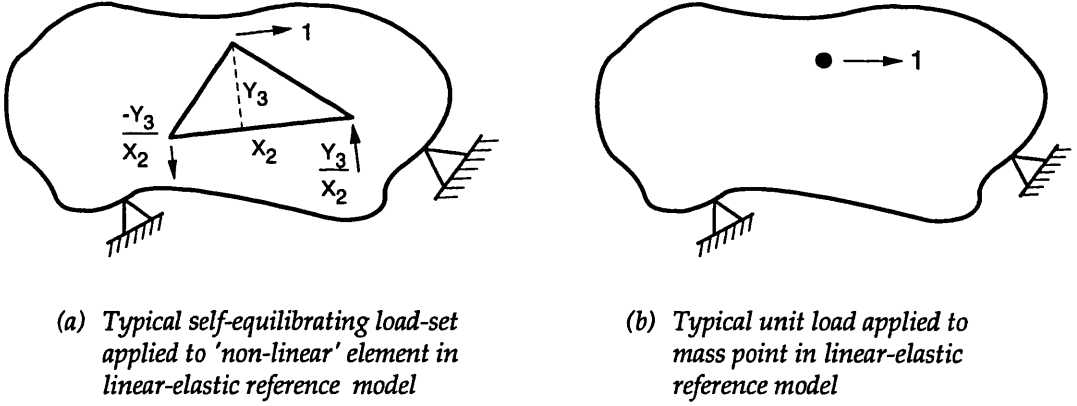 1
Y3
-Y3
X2
X2
Y3
X2
1
(a) Typical self-equilibrating load-set
applied to 'non-linear' element in
linear-elastic reference model
(b) Typical unit load applied to
mass point in linear-elastic
reference model